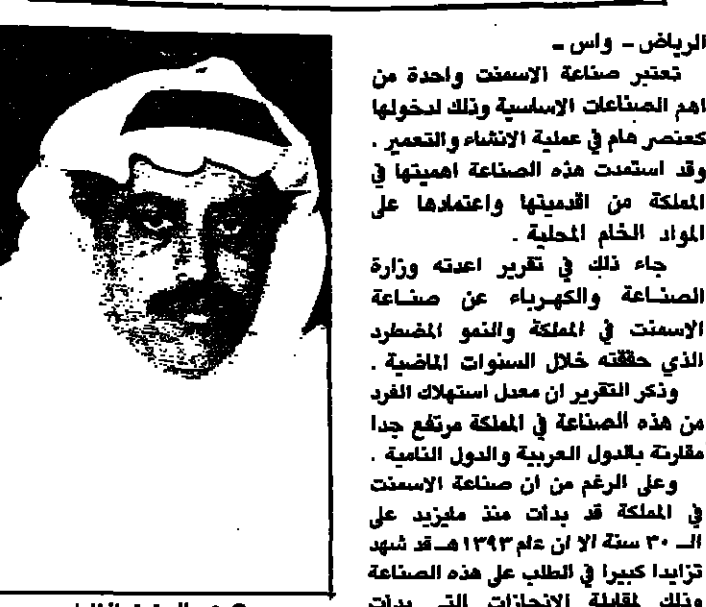 الرياض - واس -
تعتبر صناعة الاسمنت واحدة من
اهم الصناعات الاساسية وذلك لدخولها
كعنصر هام في عملية الانشاء والتعمير .
وقد استمدت هذه الصناعة اهميتها في
المملكة من اقدميتها واعتمادها على
المواد الخام المحلية .
جاء ذلك في تقرير اعدته وزارة
الصناعة والكهرباء عن صناعة
الاسمنت في المملكة والنمو المضطرد
الذي حققته خلال السنوات الماضية .
وذكر التقرير ان معدل استهلاك الفرد
من هذه الصناعة في المملكة مرتفع جدا
مقارنة بالدول العربية والدول النامية .
وعلى الرغم من ان صناعة الاسمنت
في المملكة قد بدأت منذ مايزيد على
الـ ٣٠ سنة الا ان عام ١٣٩٣هـ قد شهد
تزايدا كبيرا في الطلب على هذه الصناعة
وذلك لمقابلة الانجازات التي بدأت